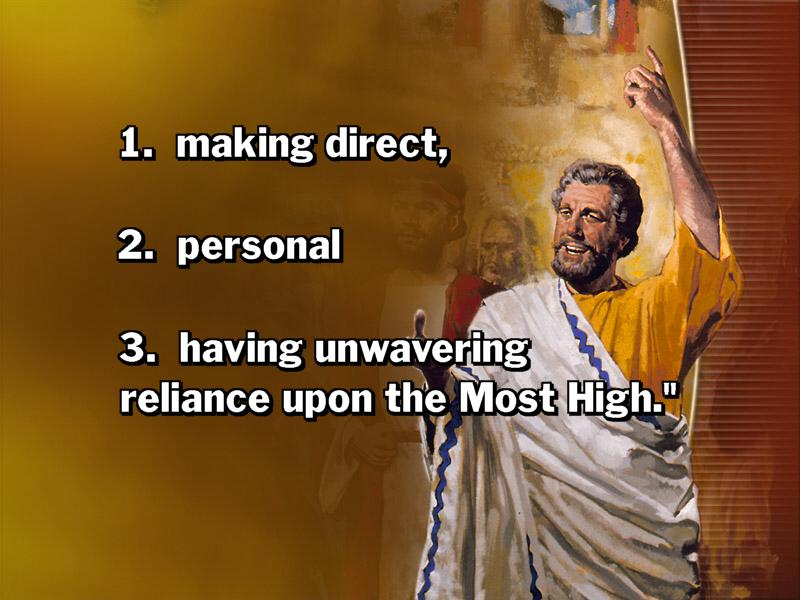 1. making direct,
2. personal
3. having unwavering
reliance upon the Most High."